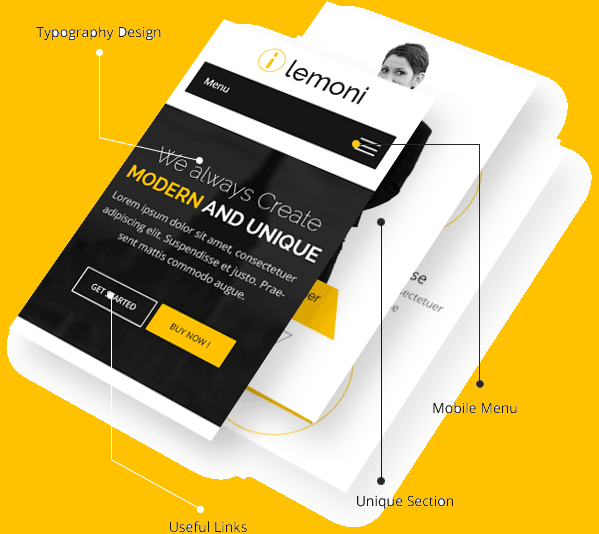 Typography Design
i lemoni
Menu
We always Create
MODERN AND UNIQUE
Lorem ipsum dolor sit amet, consectetuer
adipiscing elit. Suspendisse et justo. Prae-
sent mattis commodo augue.
GET STARTED
BUY NOW !
Mobile Menu
Unique Section
Useful Links